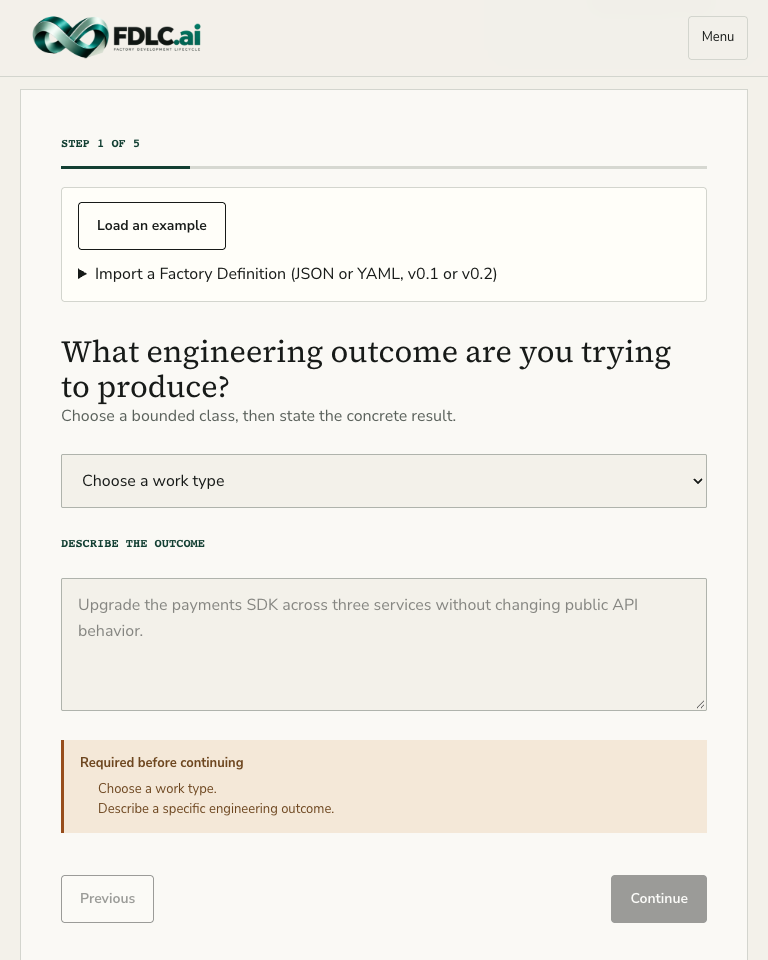 FDLC.ai
FACTORY DEVELOPMENT LIFECYCLE
Menu
STEP 1 OF 5
Load an example
Import a Factory Definition (JSON or YAML, v0.1 or v0.2)
What engineering outcome are you trying
to produce?
Choose a bounded class, then state the concrete result.
Choose a work type
DESCRIBE THE OUTCOME
Upgrade the payments SDK across three services without changing public API
behavior.
Required before continuing
Choose a work type.
Describe a specific engineering outcome.
Previous
Continue